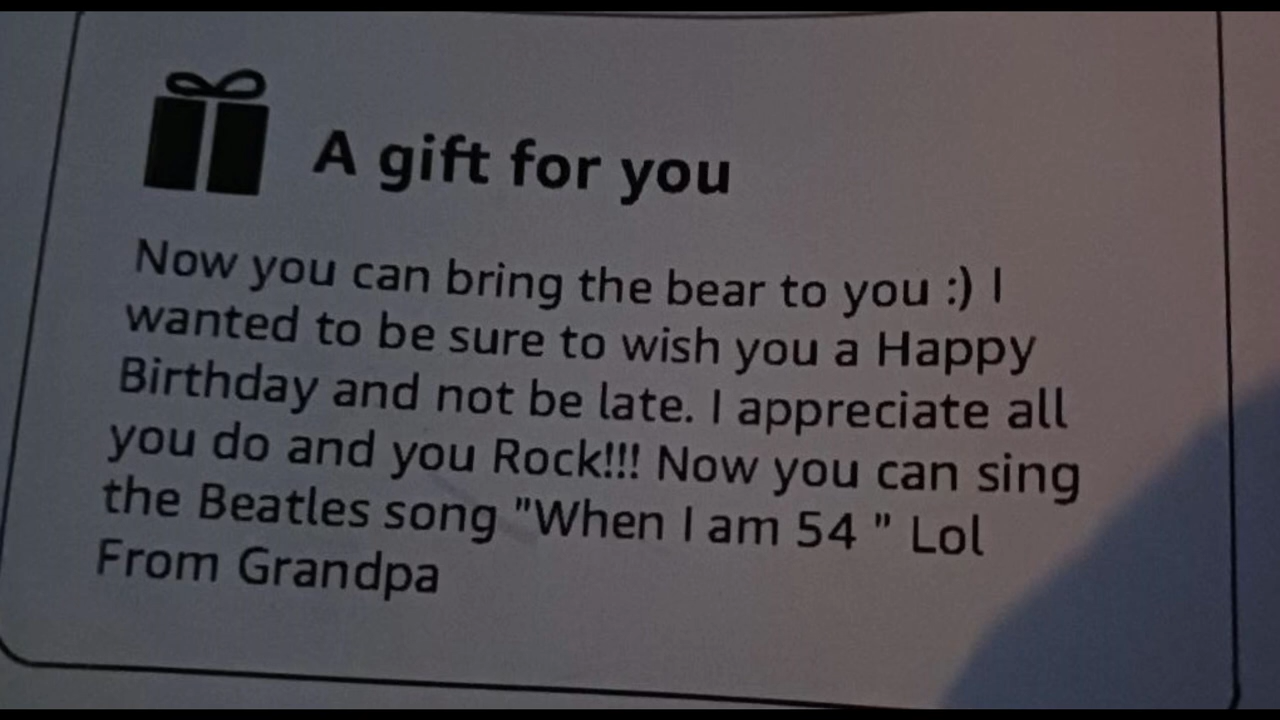 A gift for you
Now you can bring the bear to you :) I
wanted to be sure to wish you a Happy
Birthday and not be late. I appreciate all
you do and you Rock!!! Now you can sing
the Beatles song "When I am 54 " Lol
From Grandpa